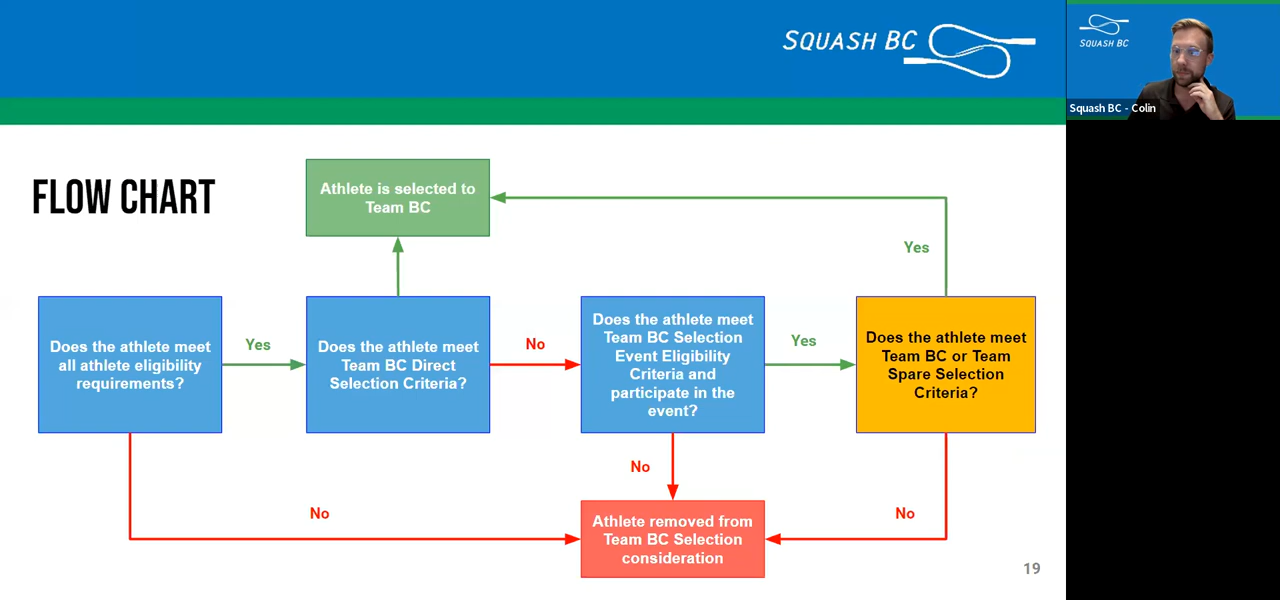 SQUASH BC
SQUASH BC
Squash BC - Colin
FLOW CHART
Athlete is selected to
Team BC
Yes
Does the athlete meet
all athlete eligibility
requirements?
Yes
Does the athlete meet
Team BC Direct
Selection Criteria?
No
Does the athlete meet
Team BC Selection
Event Eligibility
Criteria and
participate in the
event?
Yes
Does the athlete meet
Team BC or Team
Spare Selection
Criteria?
No
No
No
Athlete removed from
Team BC Selection
consideration
19